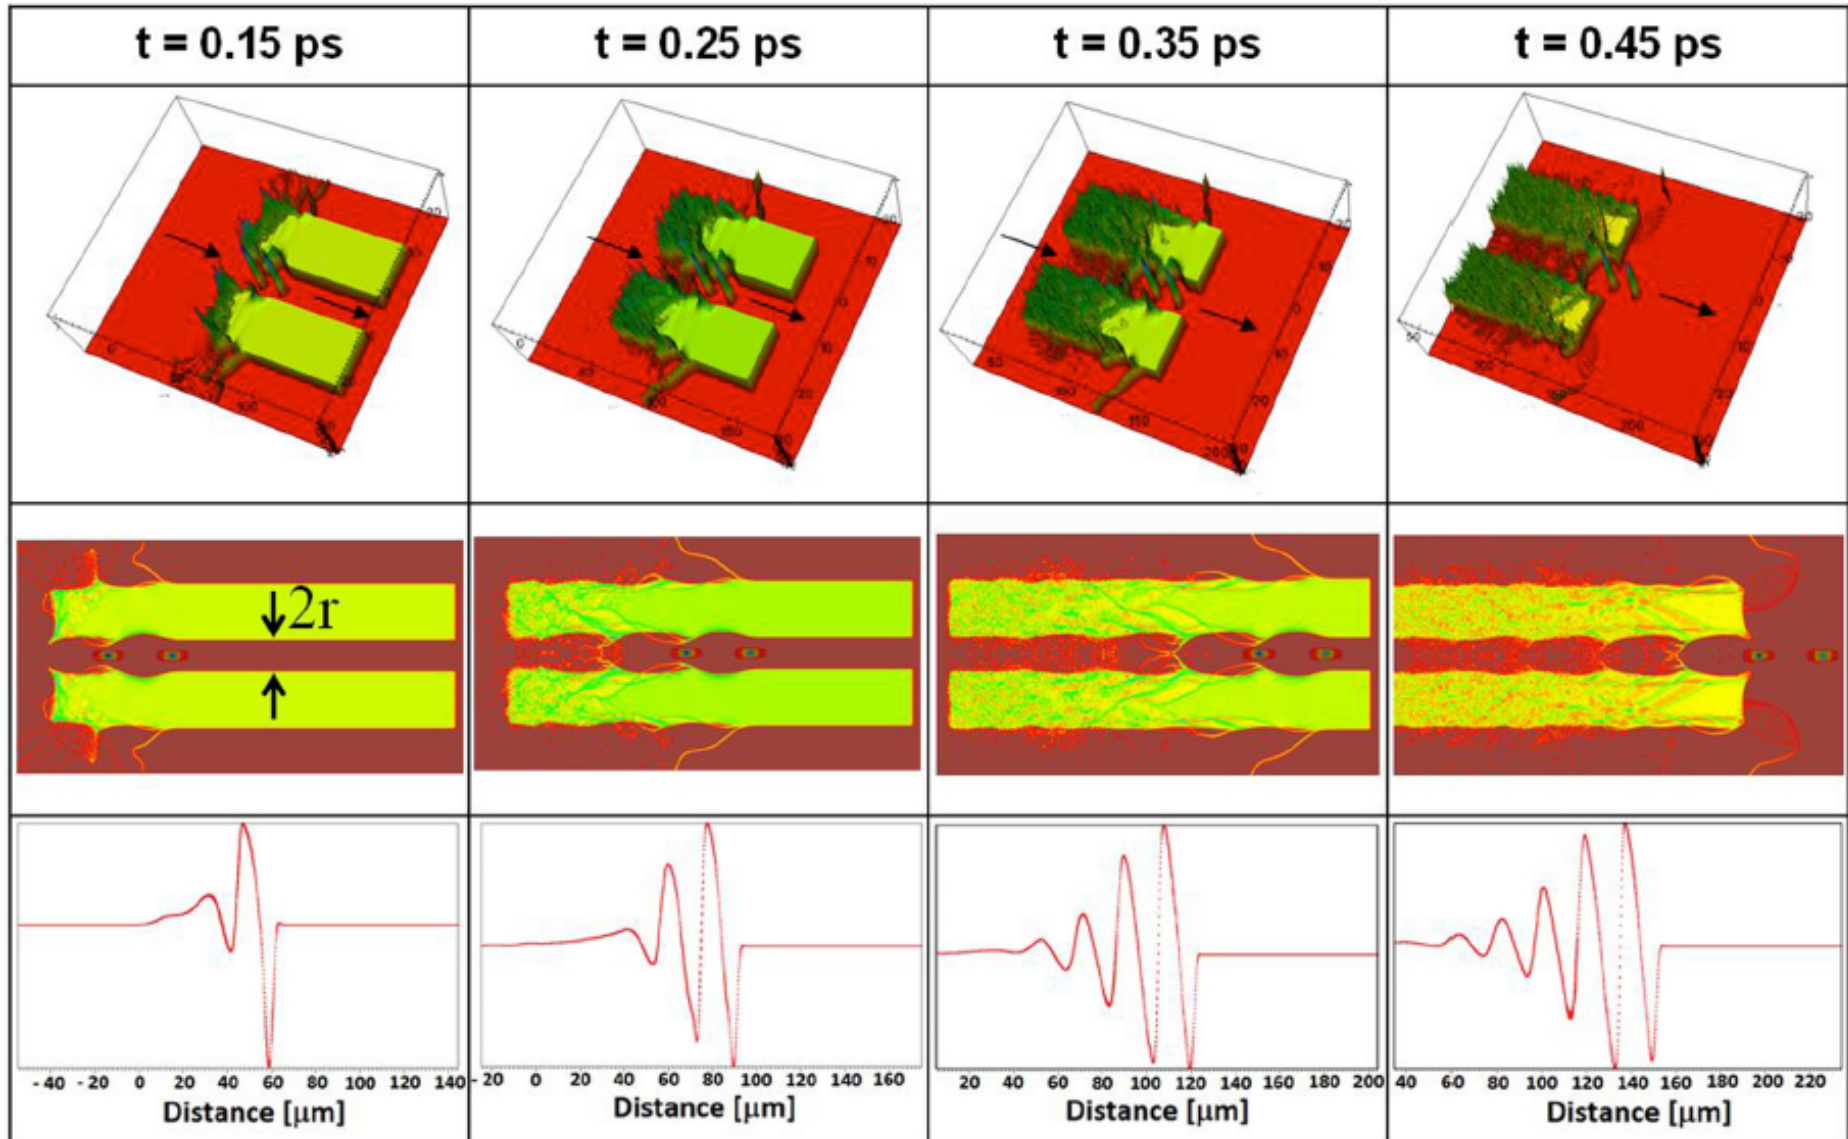 t = 0.15 ps
t = 0.25 ps
t = 0.35 ps
t = 0.45 ps
2r
-40 -20 0 20 40 60 80 100 120 140
Distance [μm]
-20 0 20 40 60 80 100 120 140 160
Distance [μm]
20 40 60 80 100 120 140 160 180 200
Distance [μm]
40 60 80 100 120 140 160 180 200 220
Distance [μm]